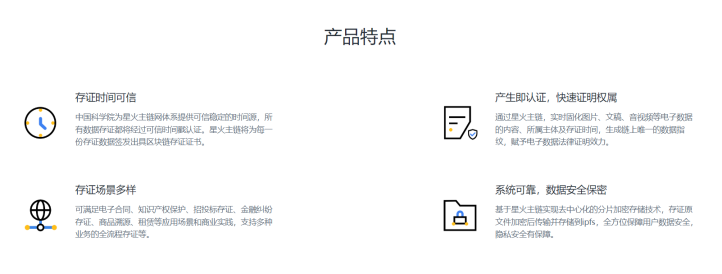 产品特点
存证时间可信
中国科学院为星火主链网体系提供可信稳定的时间源，所
有数据存证都将经过可信时间戳认证。星火主链将为每一
份存证数据签发出具区块链存证证书。
产生即认证，快速证明权属
通过星火主链，实时固化图片、文稿、音视频等电子数据
的内容、所属主体及存证时间，生成链上唯一的数据指
纹，赋予电子数据法律证明效力。
存证场景多样
可满足电子合同、知识产权保护、招投标存证、金融纠纷
存证、商品溯源、租赁等应用场景和商业实践，支持多种
业务的全流程存证等。
系统可靠，数据安全保密
基于星火主链实现去中心化的分片加密存储技术，存证原
文件加密后传输并存储到ipfs，全方位保障用户数据安全，
隐私安全有保障。